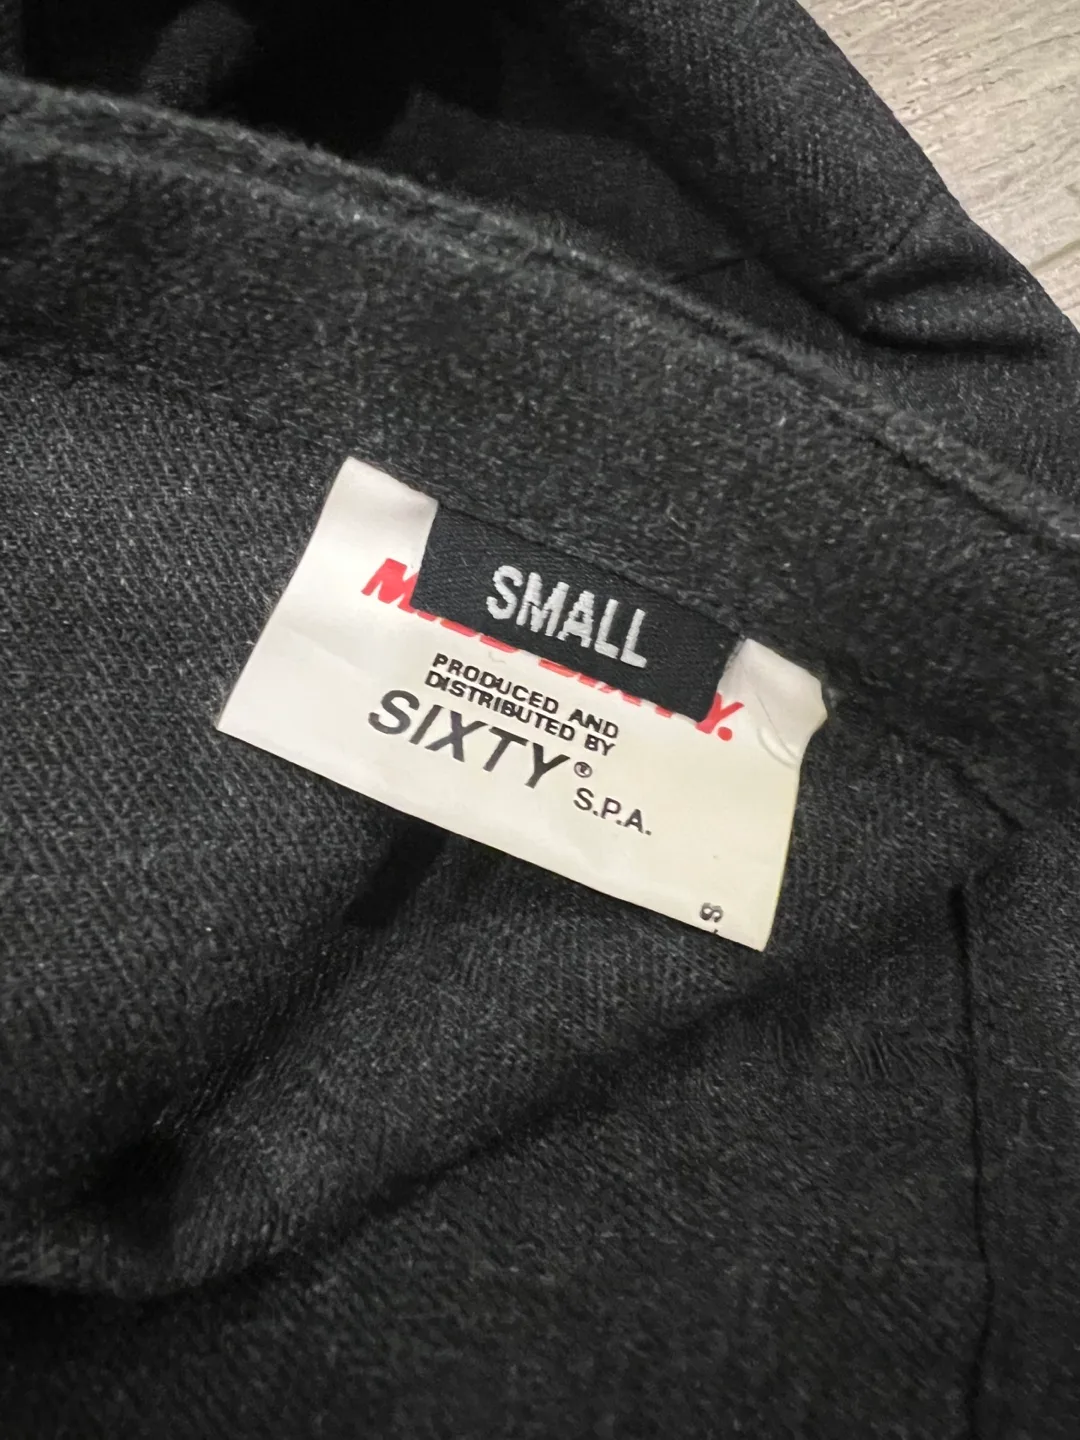 SMALL
PRODUCED AND
DISTRIBUTED BY
SIXTY®
S.P.A.